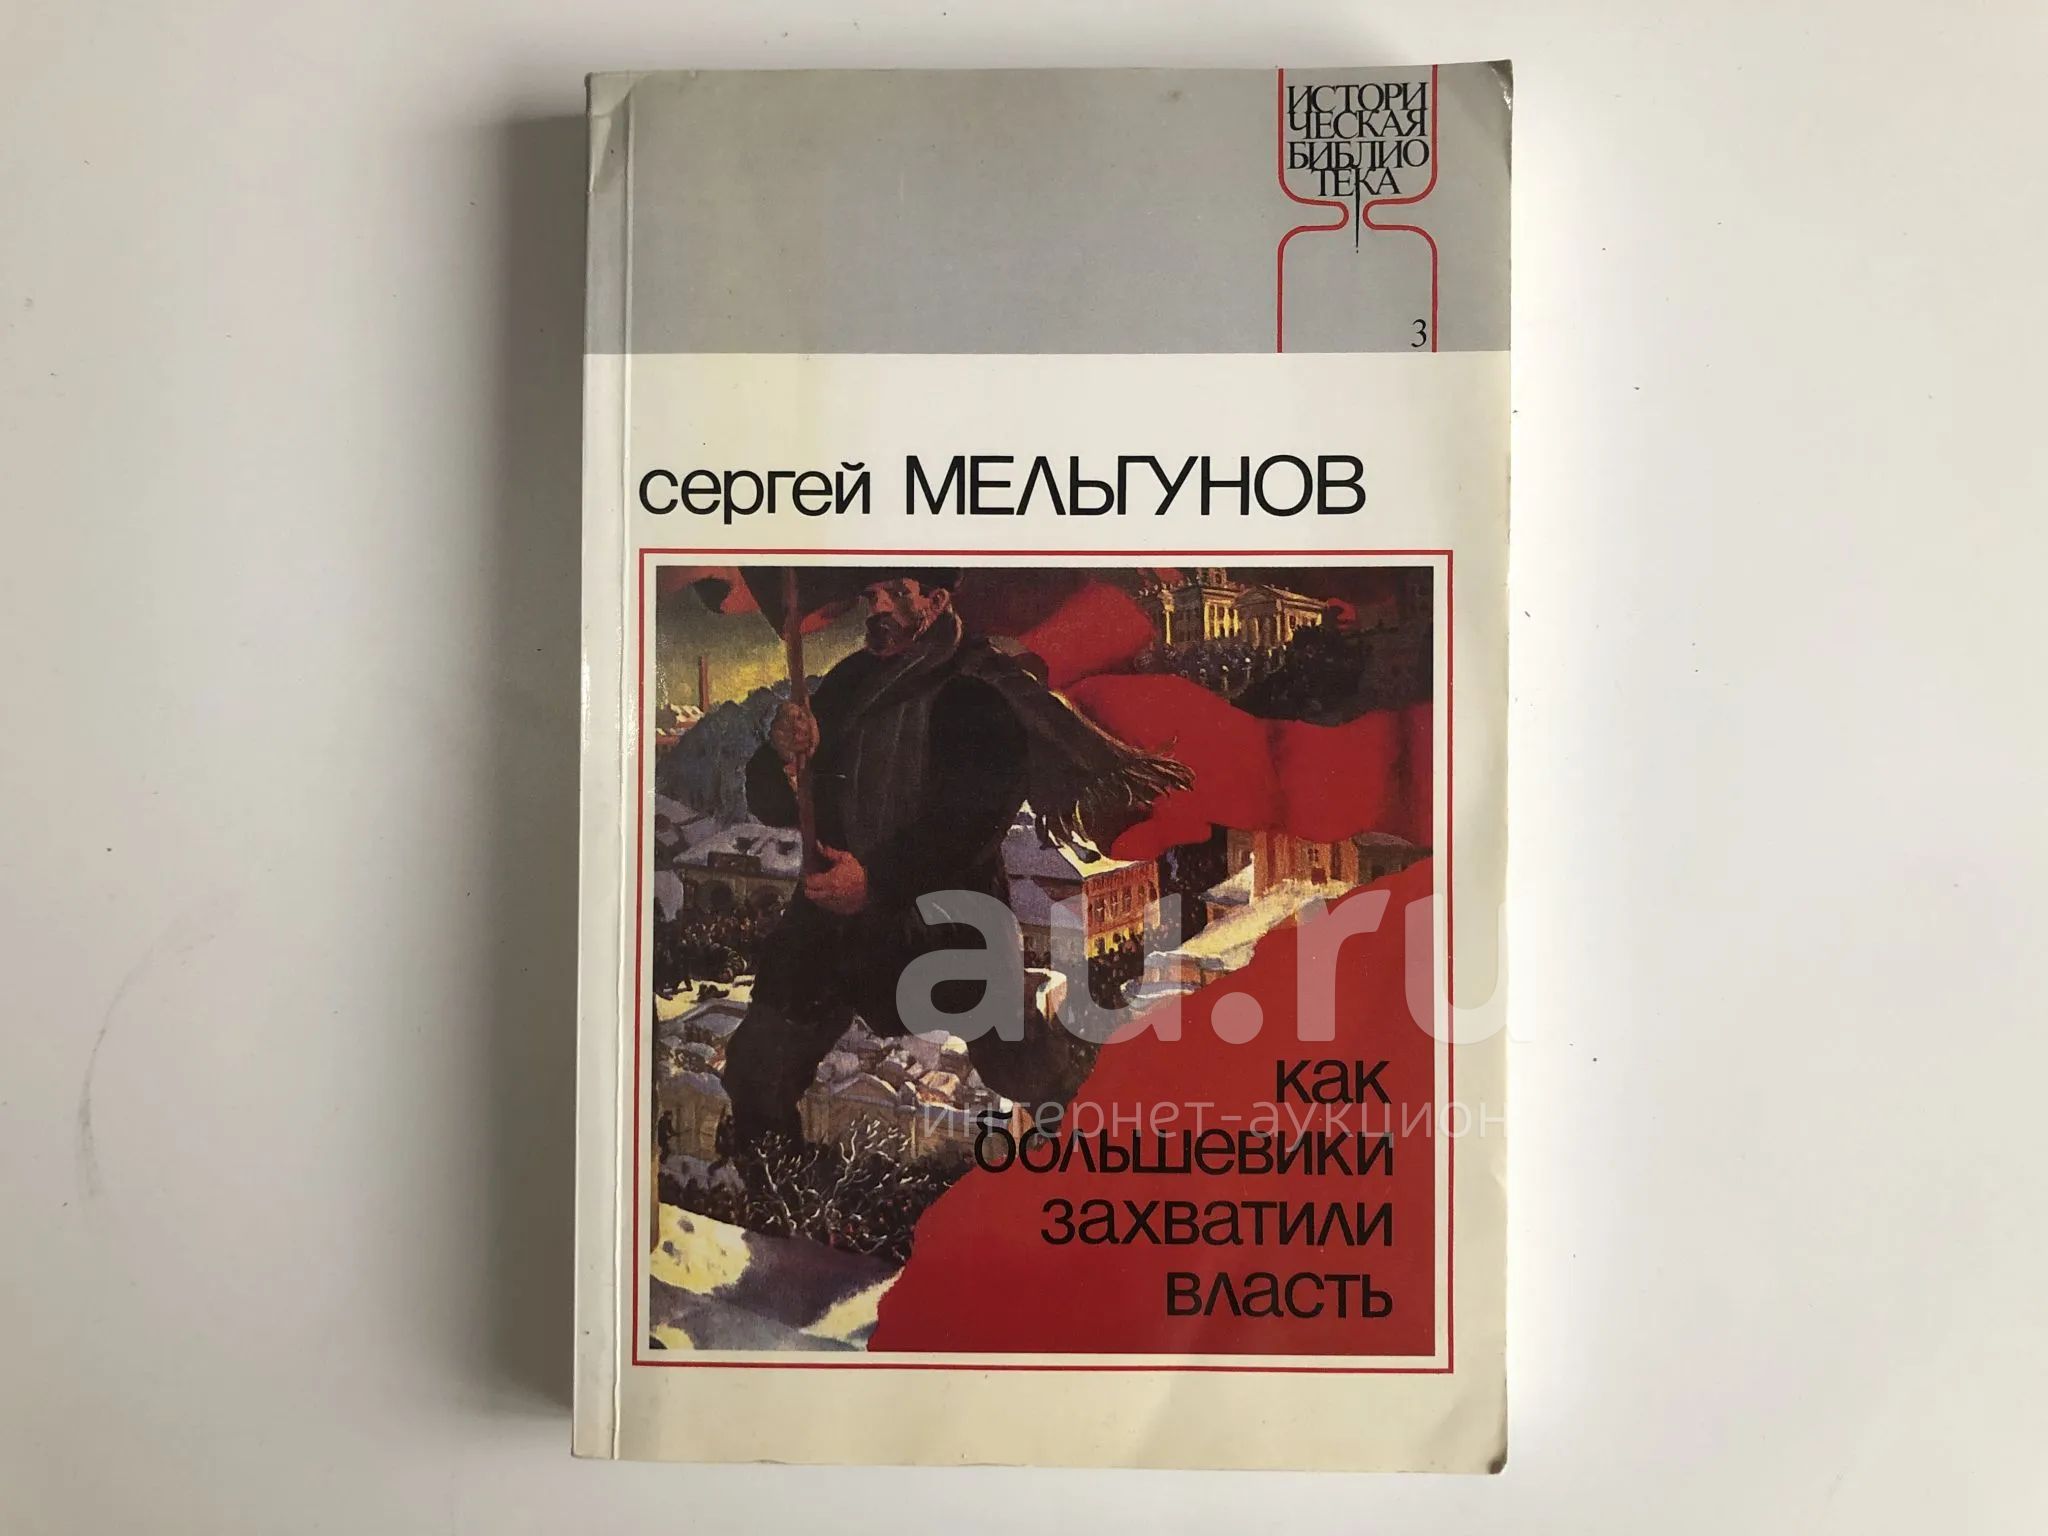 ИСТОРИ
ЧЕСКАЯ
БИБЛИО
ТЕКА
3
сергей МЕЛЬГУНОВ
au.ru
как
интернет-аукцион
большевики
захватили
власть